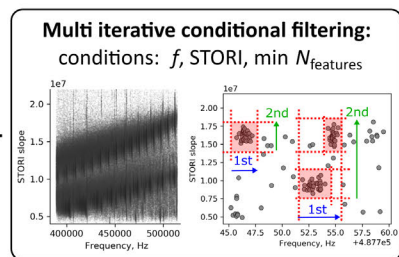 Multi iterative conditional filtering:
conditions: f, STORI, min Nfeatures
1e7
STORI slope
2.0
1.5
1.0
0.5
400000 450000 500000
Frequency, Hz
1e7
STORI slope
2.00
1.75
1.50
1.25
1.00
0.75
0.50
2nd
2nd
1st
1st
45.0 47.5 50.0 52.5 55.0 57.5 60.0
Frequency, Hz +4.877e5